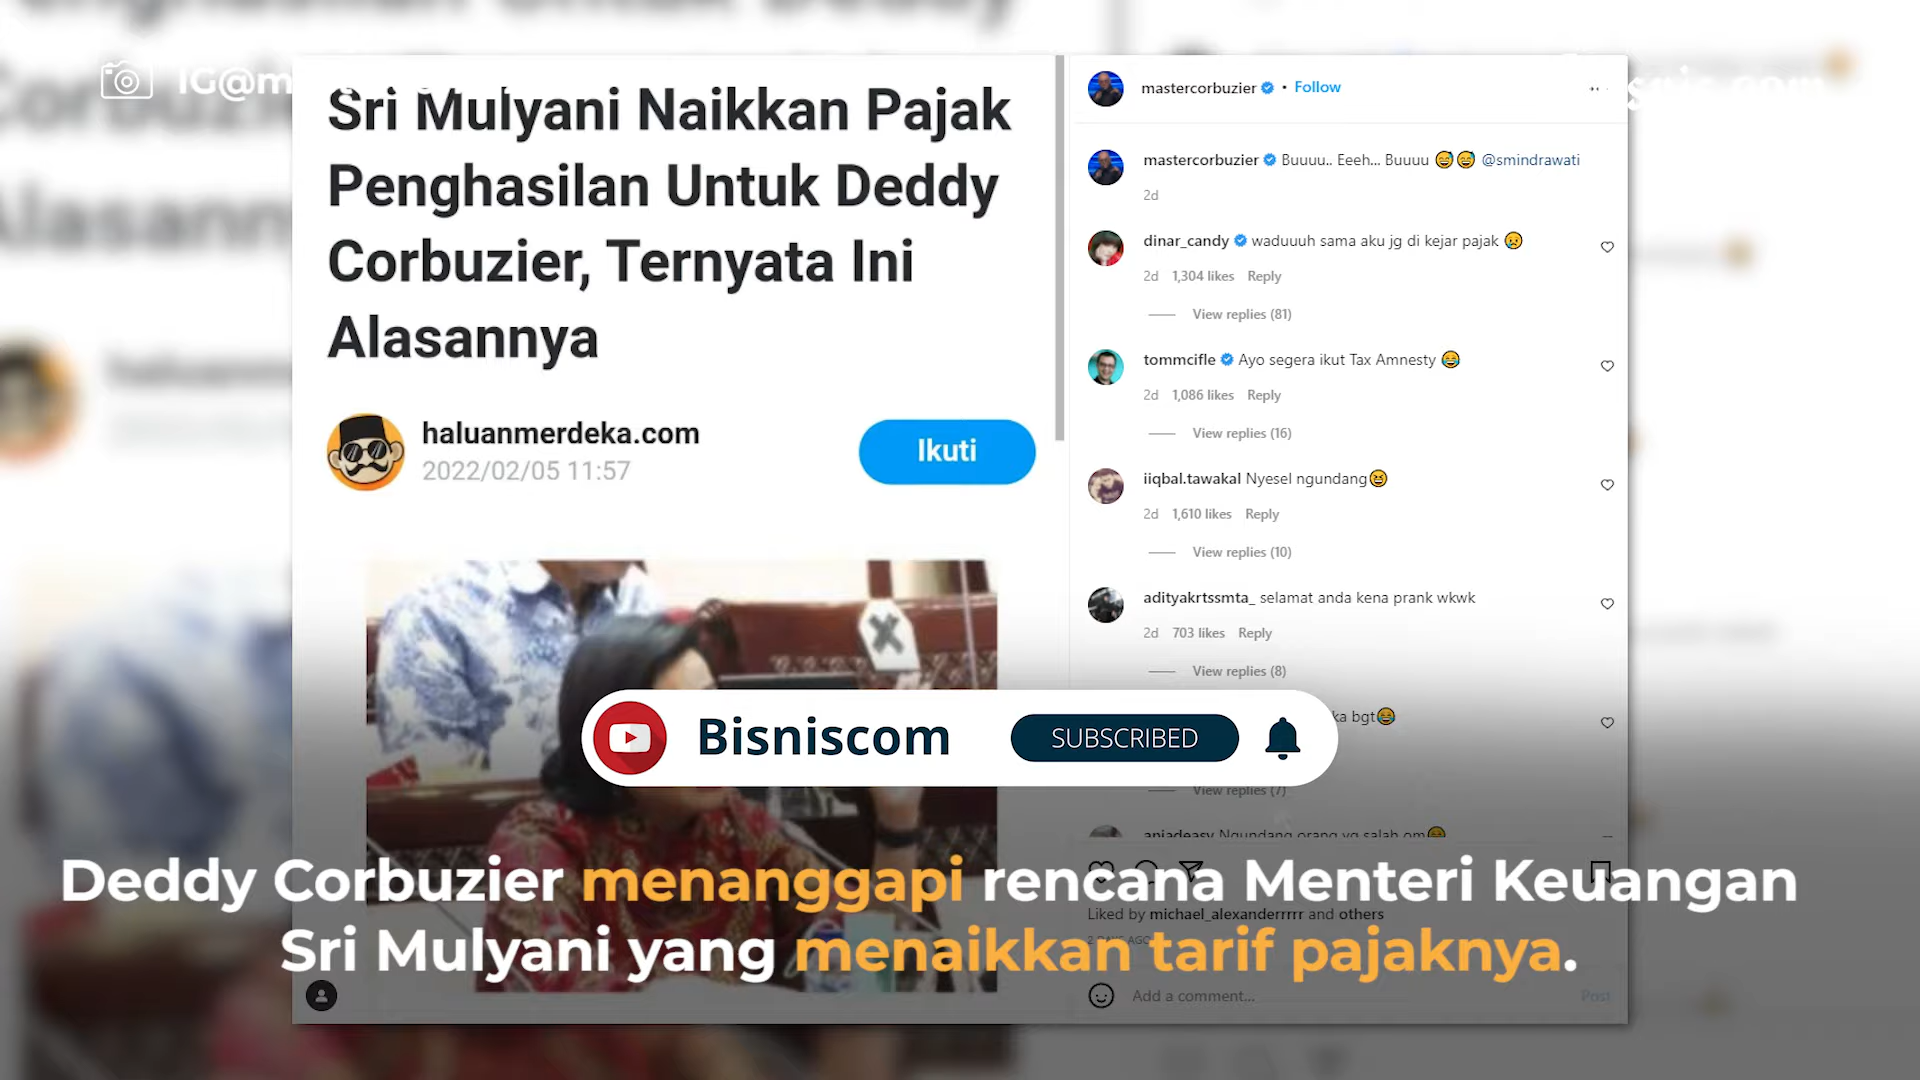 IG@m
Sri Mulyani Naikkan Pajak
Penghasilan Untuk Deddy
Corbuzier, Ternyata Ini
Alasannya
haluanmerdeka.com
2022/02/05 11:57
Ikuti
mastercorbuzier • Follow
mastercorbuzier Buuuu.. Eeeh... Buuuu 😅😅 @smindrawati
2d
dinar_candy waduuuh sama aku jg di kejar pajak 😥
2d 1,304 likes Reply
View replies (81)
tommcifle Ayo segera ikut Tax Amnesty 😂
2d 1,086 likes Reply
View replies (16)
iiqbal.tawakal Nyesel ngundang😆
2d 1,610 likes Reply
View replies (10)
adityakrtssmta_ selamat anda kena prank wkwk
2d 703 likes Reply
View replies (8)
ka bgt😂
View replies (7)
anjadeasy Ngundang orang yg salah om😄
Bisniscom
SUBSCRIBED
Liked by michael_alexanderrrrr and others
2 DAYS AGO
Add a comment...
Post
Deddy Corbuzier menanggapi rencana Menteri Keuangan
Sri Mulyani yang menaikkan tarif pajaknya.